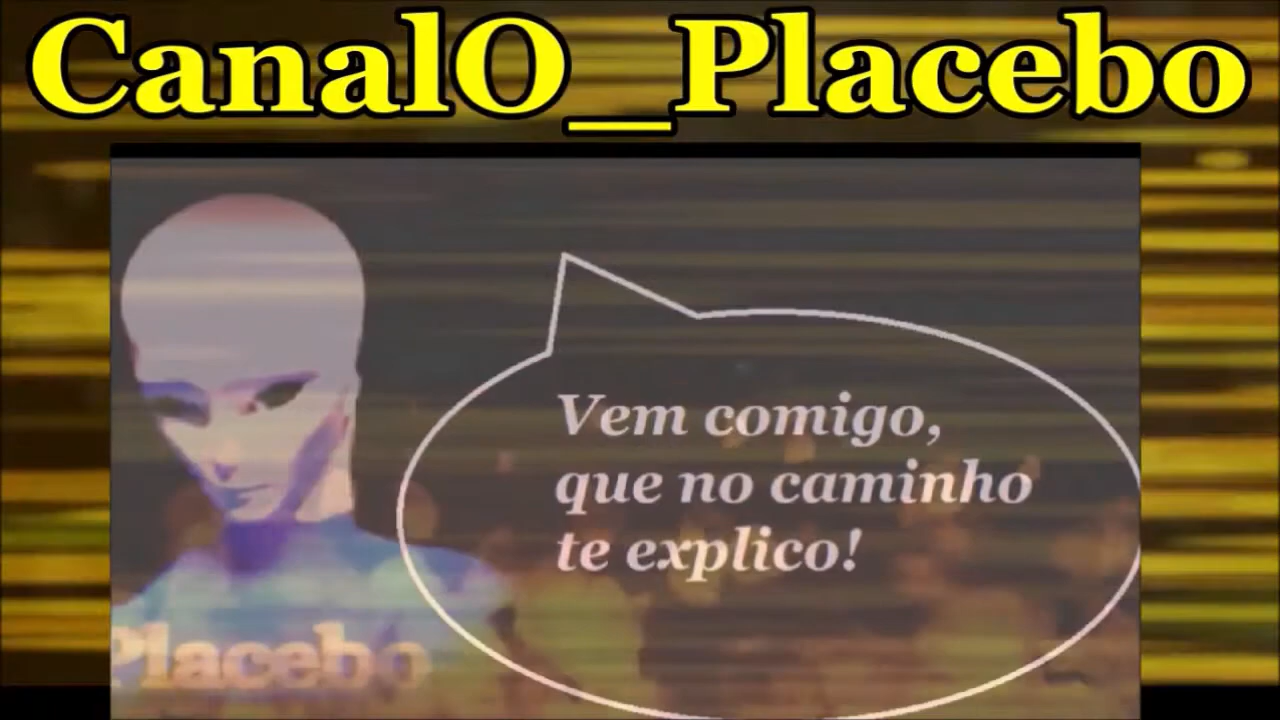 CanalO_Placebo
Vem comigo,
que no caminho
te explico!
Placebo